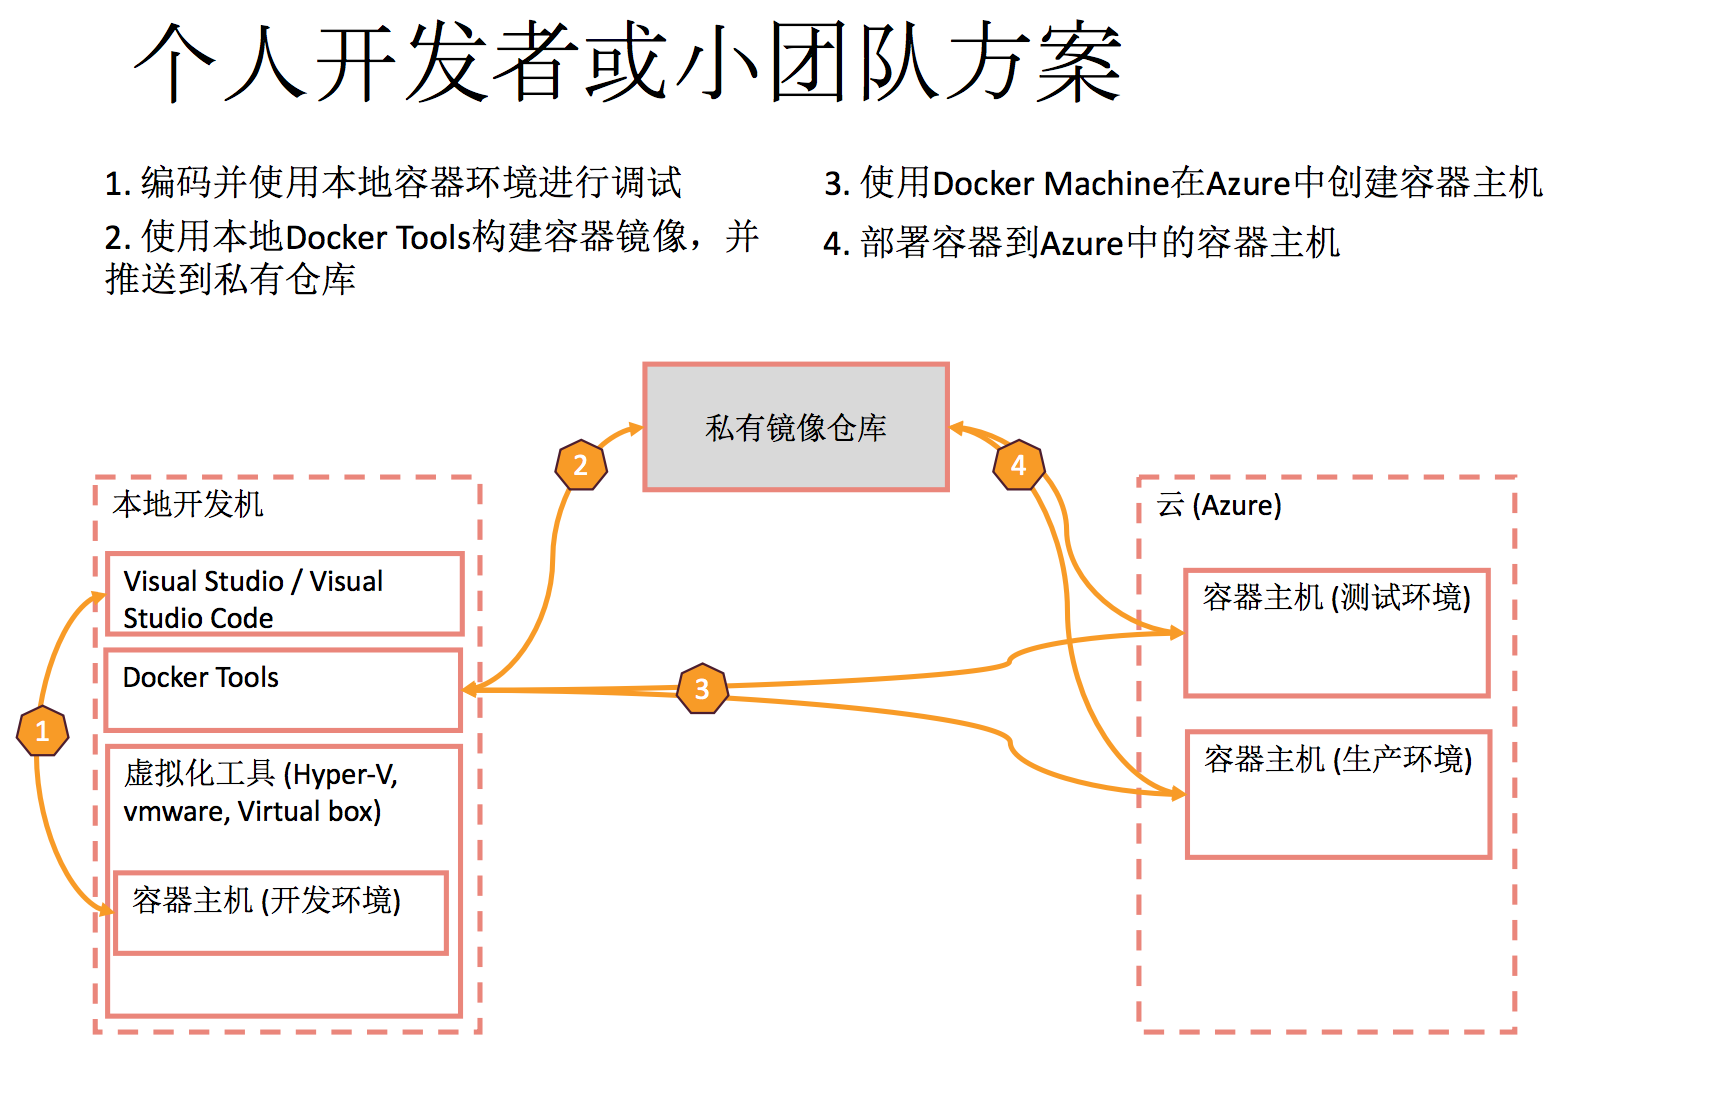 个人开发者或小团队方案
1. 编码并使用本地容器环境进行调试
2. 使用本地Docker Tools构建容器镜像，并
推送到私有仓库
3. 使用Docker Machine在Azure中创建容器主机
4. 部署容器到Azure中的容器主机
私有镜像仓库
2
4
本地开发机
Visual Studio / Visual
Studio Code
Docker Tools
1
虚拟化工具 (Hyper-V,
vmware, Virtual box)
容器主机 (开发环境)
3
云 (Azure)
容器主机 (测试环境)
容器主机 (生产环境)